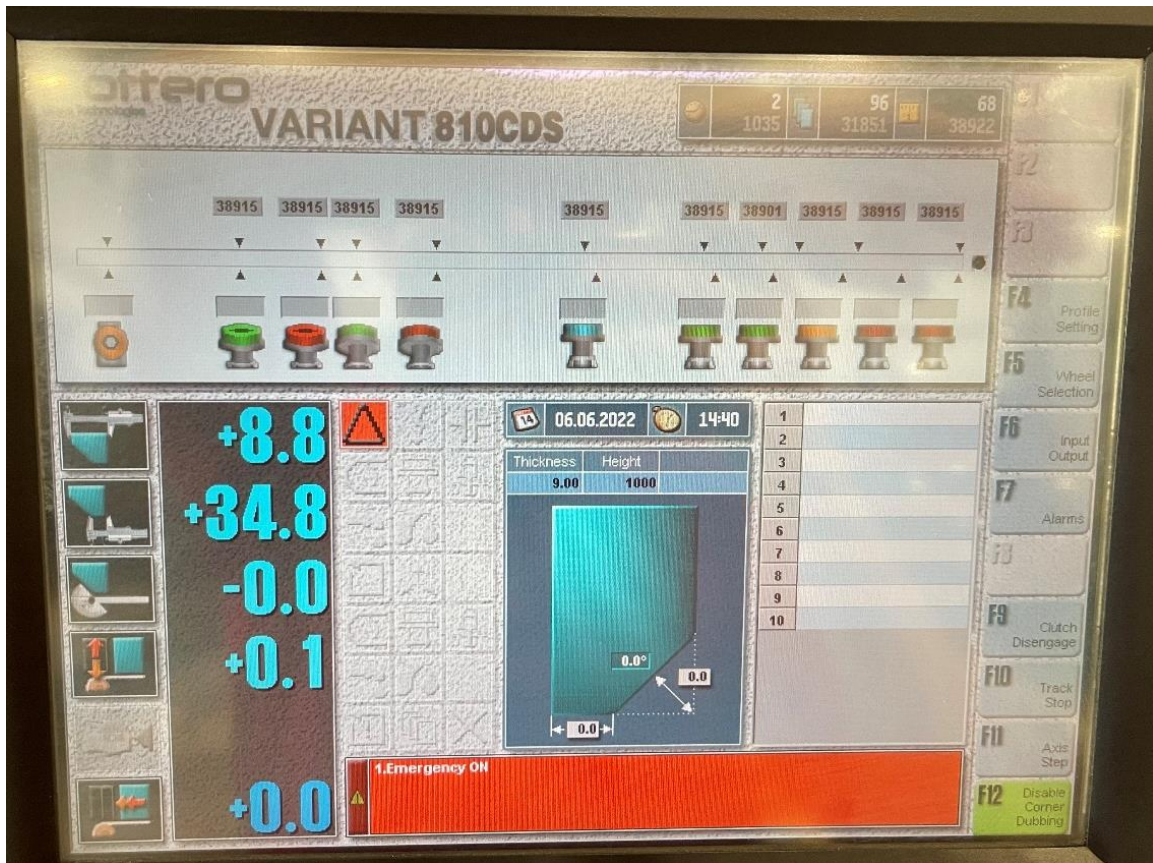 ottero
VARIANT 810CDS
2 96 68
1035 31851 38922
F2
38915 38915 38915 38915 38915 38915 38901 38915 38915 38915
F3
F4 Profile
Setting
F5 Wheel
Selection
+8.8
14 06.06.2022 14:40
1
F6 Input
Output
2
Thickness Height
3
9.00 1000
4
F7 Alarms
+34.8
5
6
7
F8
-0.0
8
9
10
F9 Clutch
Disengage
+0.1
0.0°
0.0
F10 Track
Stop
0.0
F11 Axis
Step
1.Emergency ON
+0.0
F12 Disable
Corner
Dubbing